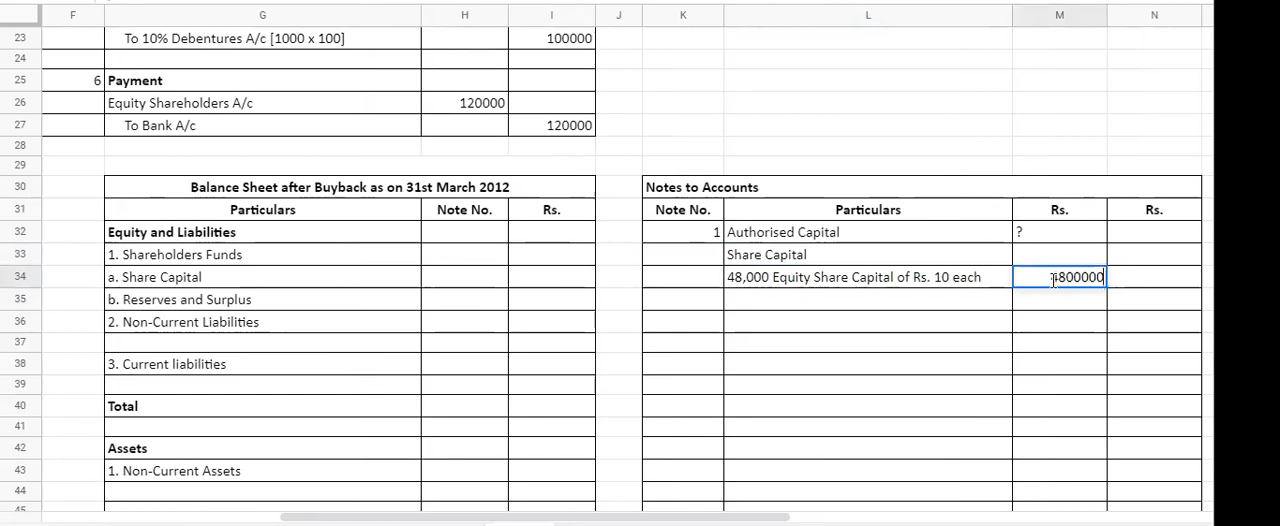 F G H I J K L M N
23 To 10% Debentures A/c [1000 x 100] 100000
24
25 6 Payment
26 Equity Shareholders A/c 120000
27 To Bank A/c 120000
28
29
30 Balance Sheet after Buyback as on 31st March 2012 Notes to Accounts
31 Particulars Note No. Rs. Note No. Particulars Rs. Rs.
32 Equity and Liabilities 1 Authorised Capital ?
33 1. Shareholders Funds Share Capital
34 a. Share Capital 48,000 Equity Share Capital of Rs. 10 each
35 b. Reserves and Surplus
36 2. Non-Current Liabilities
37
38 3. Current liabilities
39
40 Total
41
42 Assets
43 1. Non-Current Assets
44
45